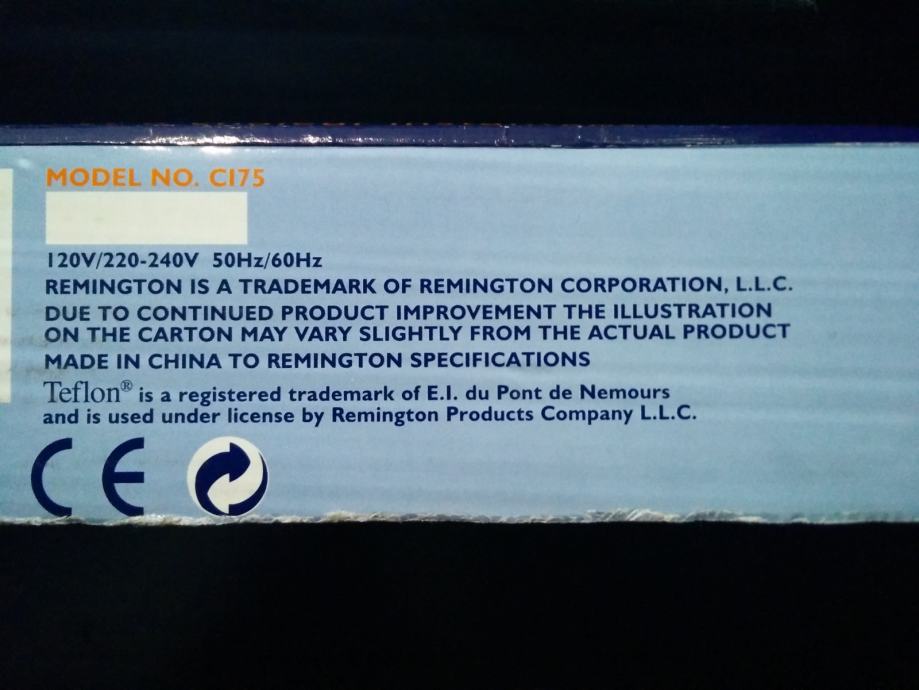 MODEL NO. CI75
120V/220-240V 50Hz/60Hz
REMINGTON IS A TRADEMARK OF REMINGTON CORPORATION, L.L.C.
DUE TO CONTINUED PRODUCT IMPROVEMENT THE ILLUSTRATION
ON THE CARTON MAY VARY SLIGHTLY FROM THE ACTUAL PRODUCT
MADE IN CHINA TO REMINGTON SPECIFICATIONS
Teflon® is a registered trademark of E.I. du Pont de Nemours
and is used under license by Remington Products Company L.L.C.
CE